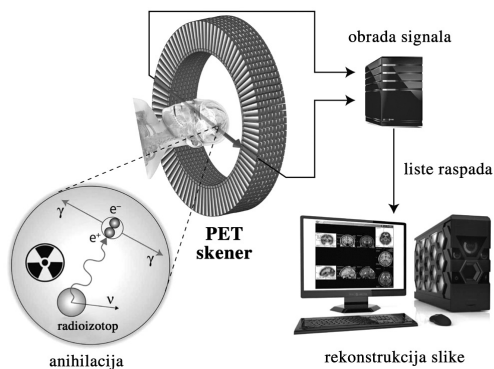 obrada signala
liste raspada
PET
skener
γ
e⁻
e⁺
γ
ν
radioizotop
anihilacija
rekonstrukcija slike